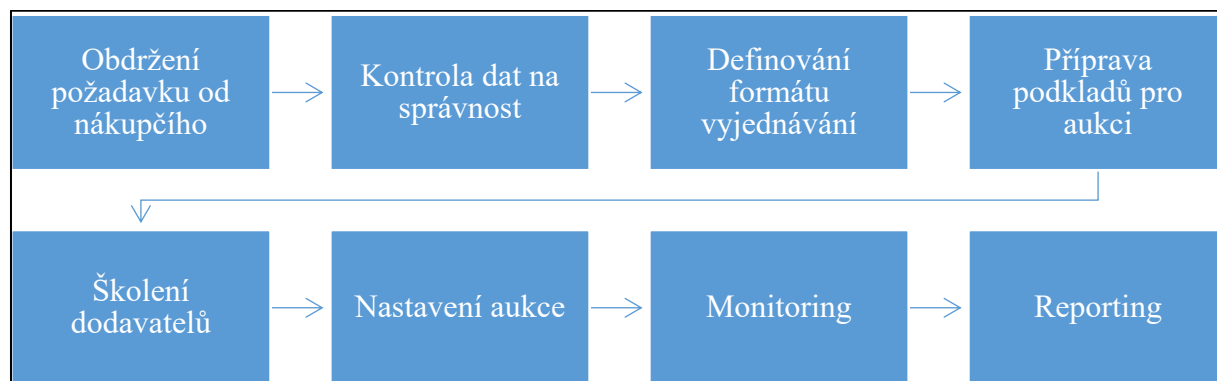 Obdržení
požadavku od
nákupčího
Kontrola dat na
správnost
Definování
formátu
vyjednávání
Příprava
podkladů pro
aukci
Školení
dodavatelů
Nastavení aukce
Monitoring
Reporting